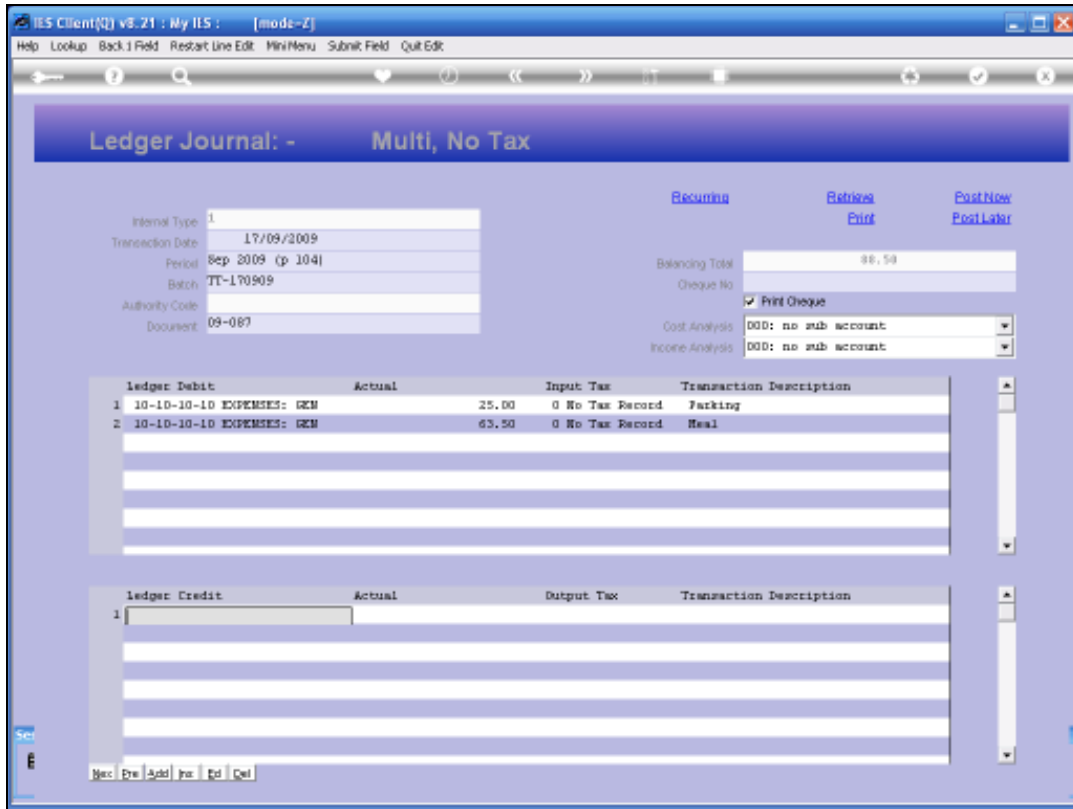 IES Client(Q) v8.21 : My IES : [mode-Z]
Help Lookup Back 1 Field Restart Line Edit MiniMenu Submit Field Quit Edit
Ledger Journal: - Multi, No Tax
Recurring Retrieve Post Now
Print Post Later
Internal Type 1
Transaction Date 17/09/2009
Period Sep 2009 (p 104)
Batch TT-170909
Authority Code
Document 09-087
Balancing Total 88.50
Cheque No
Print Cheque
Cost Analysis 000: no sub account
Income Analysis 000: no sub account
Ledger Debit Actual Input Tax Transaction Description
1 10-10-10-10 EXPENSES: GEN 25.00 0 No Tax Record Parking
2 10-10-10-10 EXPENSES: GEN 63.50 0 No Tax Record Meal
Ledger Credit Actual Output Tax Transaction Description
1
Nex Pre Add Ins Ed Del